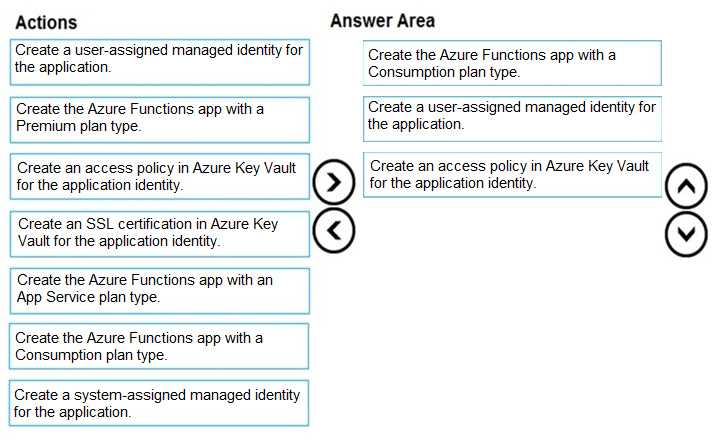 Actions
Create a user-assigned managed identity for
the application.
Create the Azure Functions app with a
Premium plan type.
Create an access policy in Azure Key Vault
for the application identity.
Create an SSL certification in Azure Key
Vault for the application identity.
Create the Azure Functions app with an
App Service plan type.
Create the Azure Functions app with a
Consumption plan type.
Create a system-assigned managed identity
for the application.
Answer Area
Create the Azure Functions app with a
Consumption plan type.
Create a user-assigned managed identity for
the application.
Create an access policy in Azure Key Vault
for the application identity.